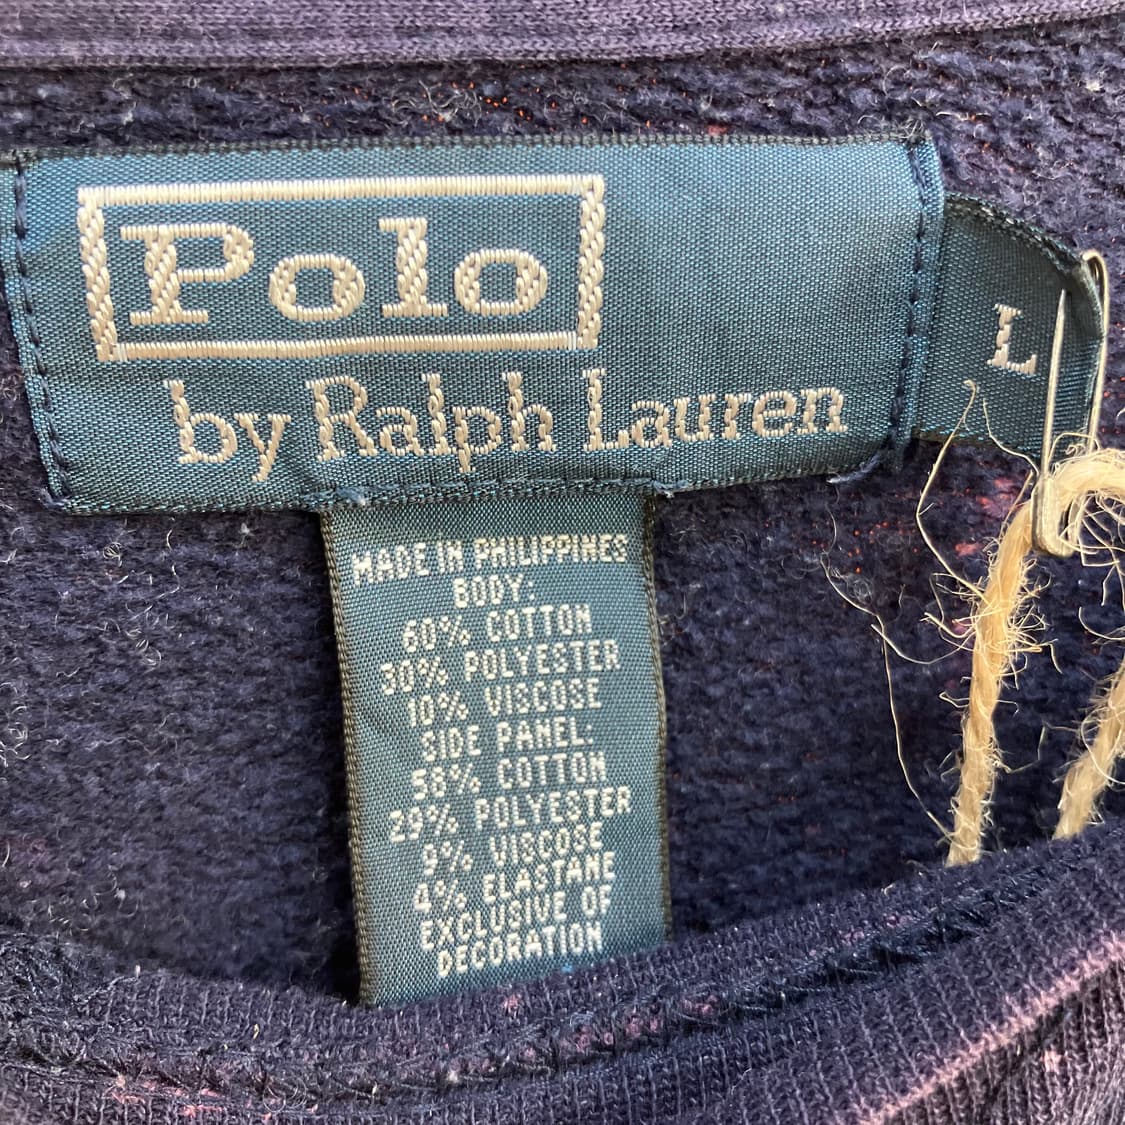 Polo
by Ralph Lauren
L
MADE IN PHILIPPINES
BODY:
60% COTTON
30% POLYESTER
10% VISCOSE
SIDE PANEL:
58% COTTON
29% POLYESTER
9% VISCOSE
4% ELASTANE
EXCLUSIVE OF
DECORATION